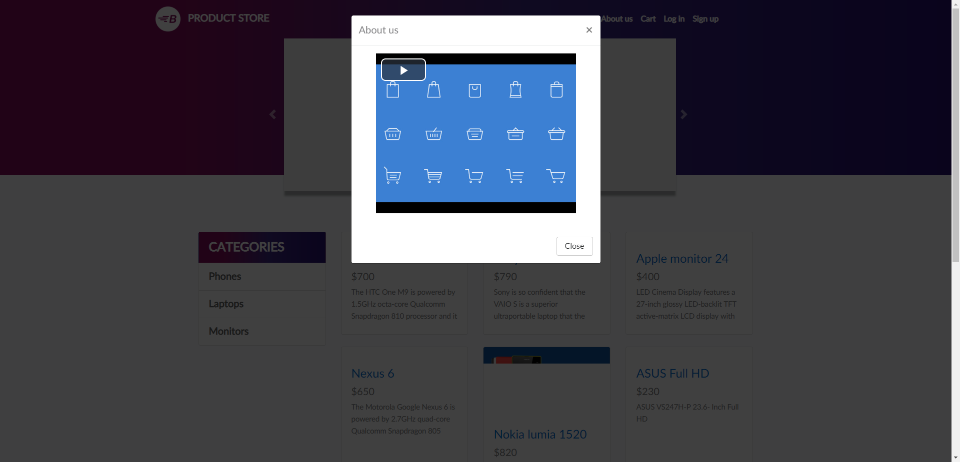 PRODUCT STORE
About us
Cart
Log in
Sign up
About us
×
Close
CATEGORIES
Phones
Laptops
Monitors
$700
The HTC One M9 is powered by
1.5GHz octa-core Qualcomm
Snapdragon 810 processor and it
$790
Sony is so confident that the
VAIO S is a superior
ultraportable laptop that the
Apple monitor 24
$400
LED Cinema Display features a
27-inch glossy LED-backlit TFT
active-matrix LCD display with
Nexus 6
$650
The Motorola Google Nexus 6 is
powered by 2.7GHz quad-core
Qualcomm Snapdragon 805
Nokia lumia 1520
$820
ASUS Full HD
$230
ASUS VS247H-P 23.6- Inch Full
HD